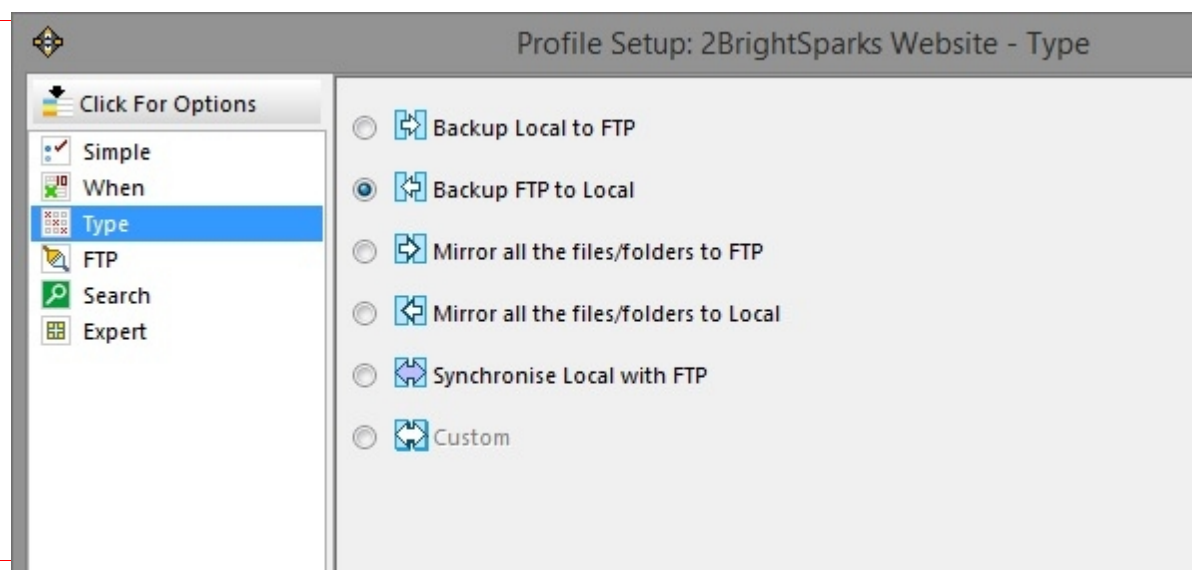 Profile Setup: 2BrightSparks Website - Type
Click For Options
Simple
When
Type
FTP
Search
Expert
Backup Local to FTP
Backup FTP to Local
Mirror all the files/folders to FTP
Mirror all the files/folders to Local
Synchronise Local with FTP
Custom